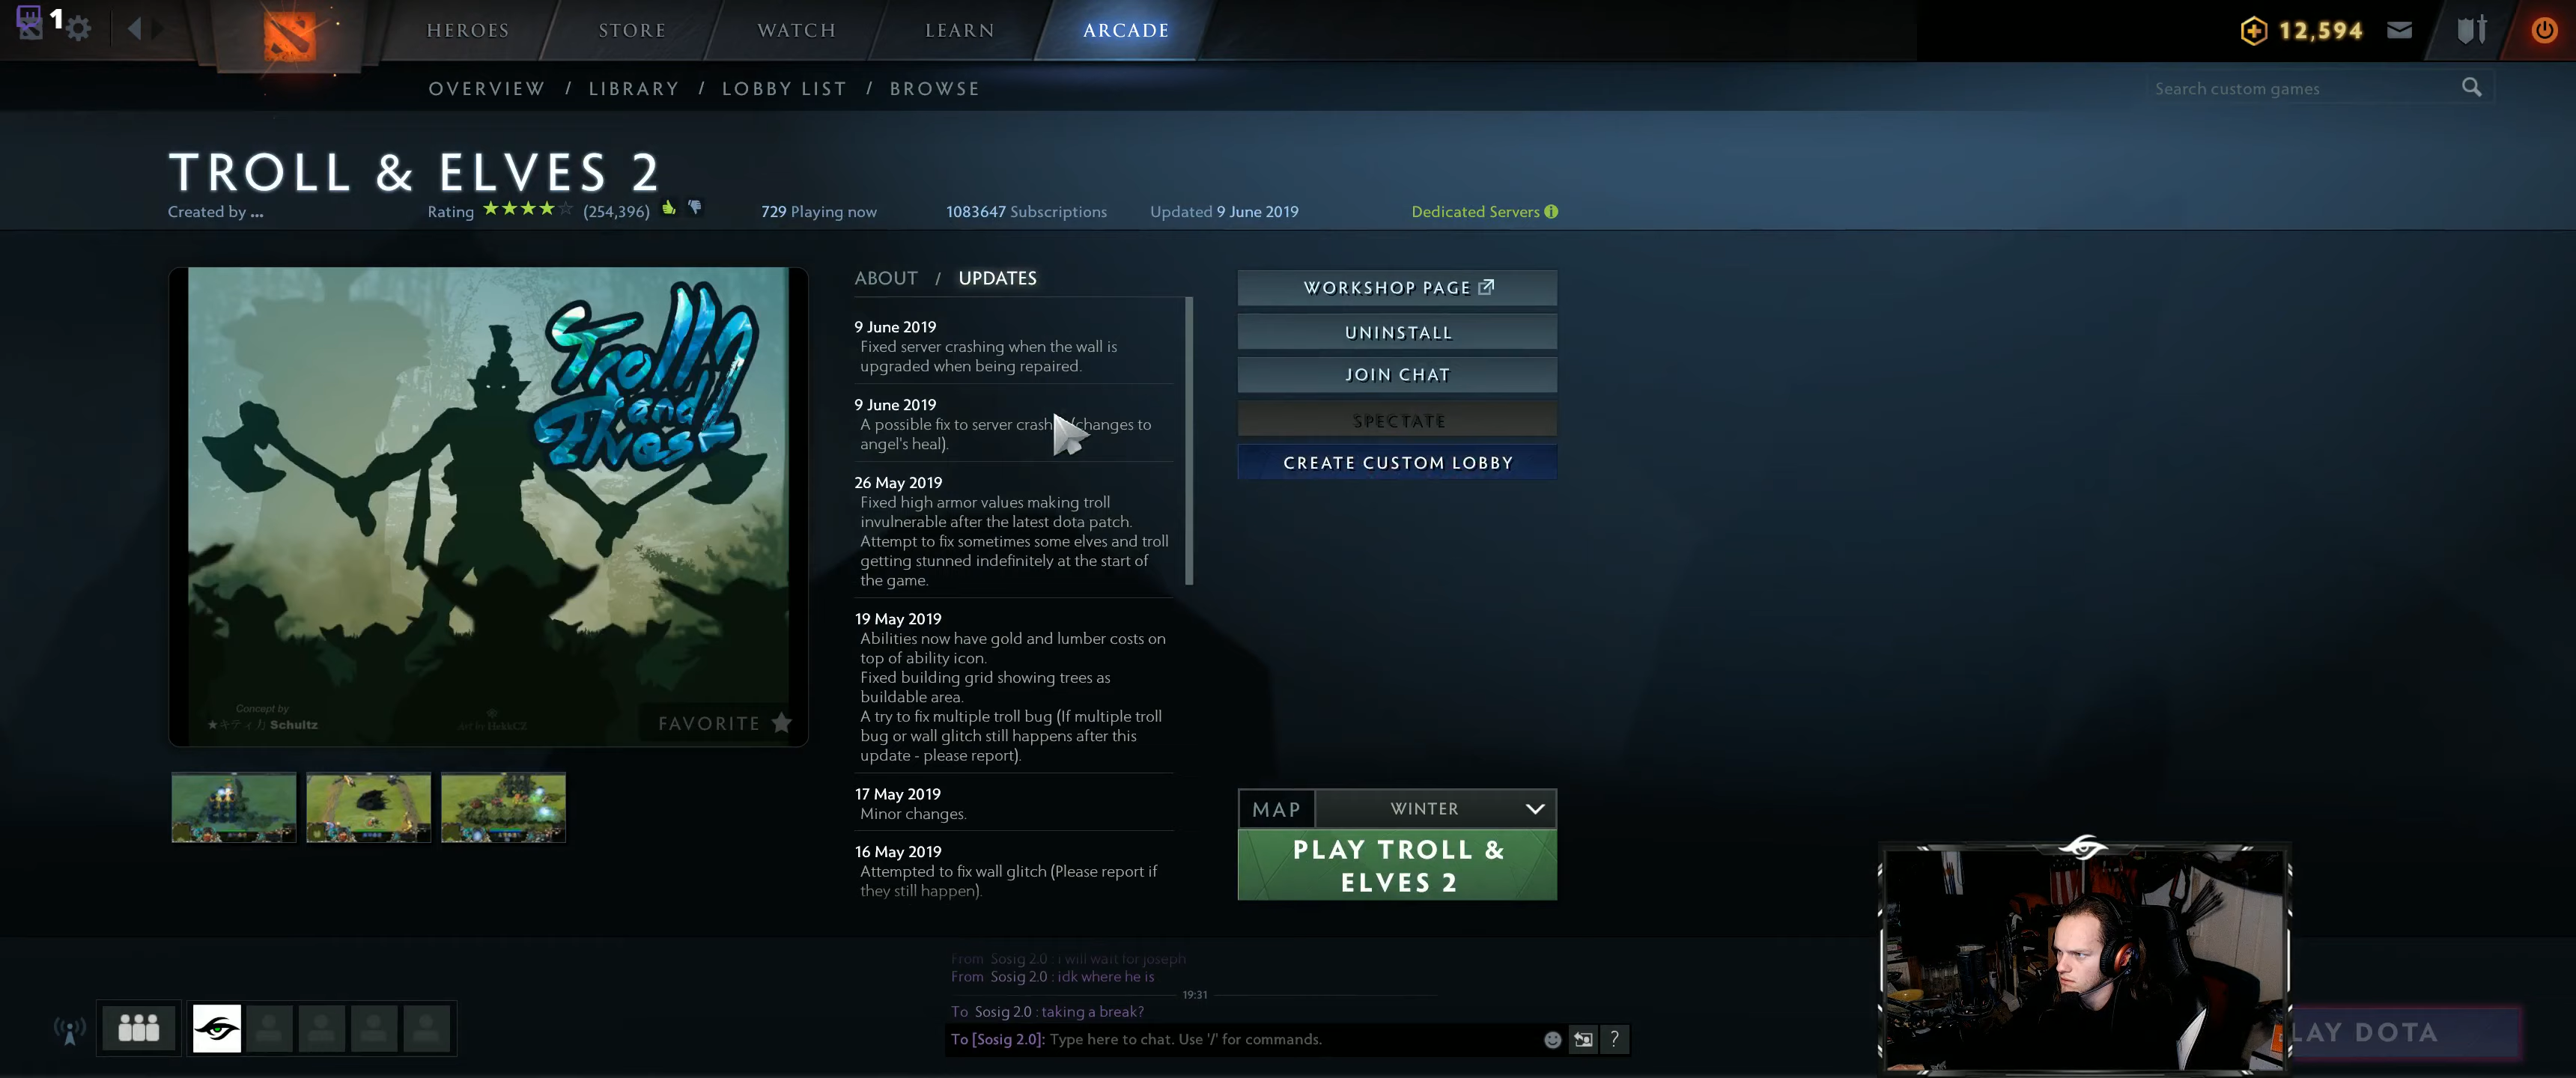 1
HEROES
STORE
WATCH
LEARN
ARCADE
12,594
OVERVIEW / LIBRARY / LOBBY LIST / BROWSE
Search custom games
TROLL & ELVES 2
Created by ...
Rating
(254,396)
729 Playing now
1083647 Subscriptions
Updated 9 June 2019
Dedicated Servers
Troll
and
Elves 2
Concept by
Schultz
Art by HekkCZ
FAVORITE
ABOUT / UPDATES
9 June 2019
Fixed server crashing when the wall is
upgraded when being repaired.
9 June 2019
A possible fix to server crash (changes to
angel's heal).
26 May 2019
Fixed high armor values making troll
invulnerable after the latest dota patch.
Attempt to fix sometimes some elves and troll
getting stunned indefinitely at the start of
the game.
19 May 2019
Abilities now have gold and lumber costs on
top of ability icon.
Fixed building grid showing trees as
buildable area.
A try to fix multiple troll bug (If multiple troll
bug or wall glitch still happens after this
update - please report).
17 May 2019
Minor changes.
16 May 2019
Attempted to fix wall glitch (Please report if
they still happen).
WORKSHOP PAGE
UNINSTALL
JOIN CHAT
SPECTATE
CREATE CUSTOM LOBBY
MAP
WINTER
PLAY TROLL &
ELVES 2
From Sosig 2.0 : i will wait for joseph
From Sosig 2.0 : idk where he is
19:31
To Sosig 2.0 : taking a break?
To [Sosig 2.0]: Type here to chat. Use '/' for commands.
?
LAY DOTA